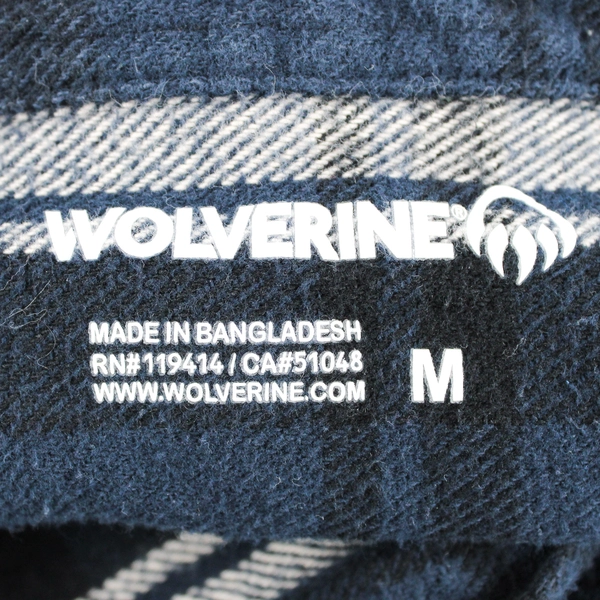 WOLVERINE®
MADE IN BANGLADESH
RN#119414 / CA#51048
WWW.WOLVERINE.COM
M